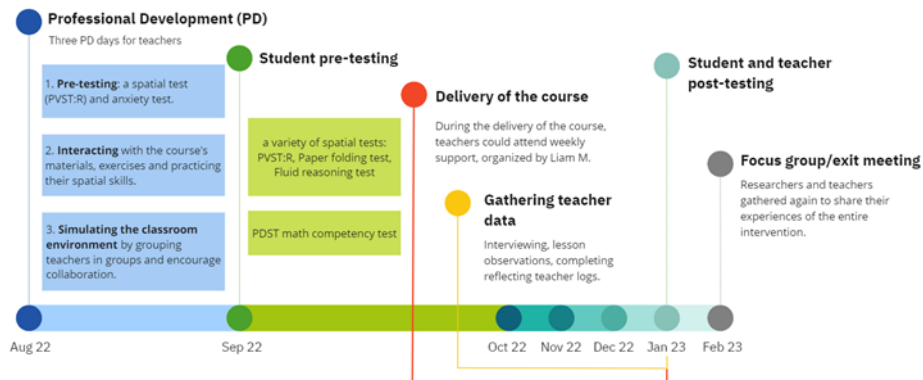 Professional Development (PD)
Three PD days for teachers
1. Pre-testing: a spatial test
(PVST:R) and anxiety test.
2. Interacting with the course's
materials, exercises and practicing
their spatial skills.
3. Simulating the classroom
environment by grouping
teachers in groups and encourage
collaboration.
Student pre-testing
a variety of spatial tests:
PVST:R, Paper folding test,
Fluid reasoning test
PDST math competency test
Delivery of the course
During the delivery of the course,
teachers could attend weekly
support, organized by Liam M.
Gathering teacher
data
Interviewing, lesson
observations, completing
reflecting teacher logs.
Student and teacher
post-testing
Focus group/exit meeting
Researchers and teachers
gathered again to share their
experiences of the entire
intervention.
Aug 22
Sep 22
Oct 22
Nov 22
Dec 22
Jan 23
Feb 23